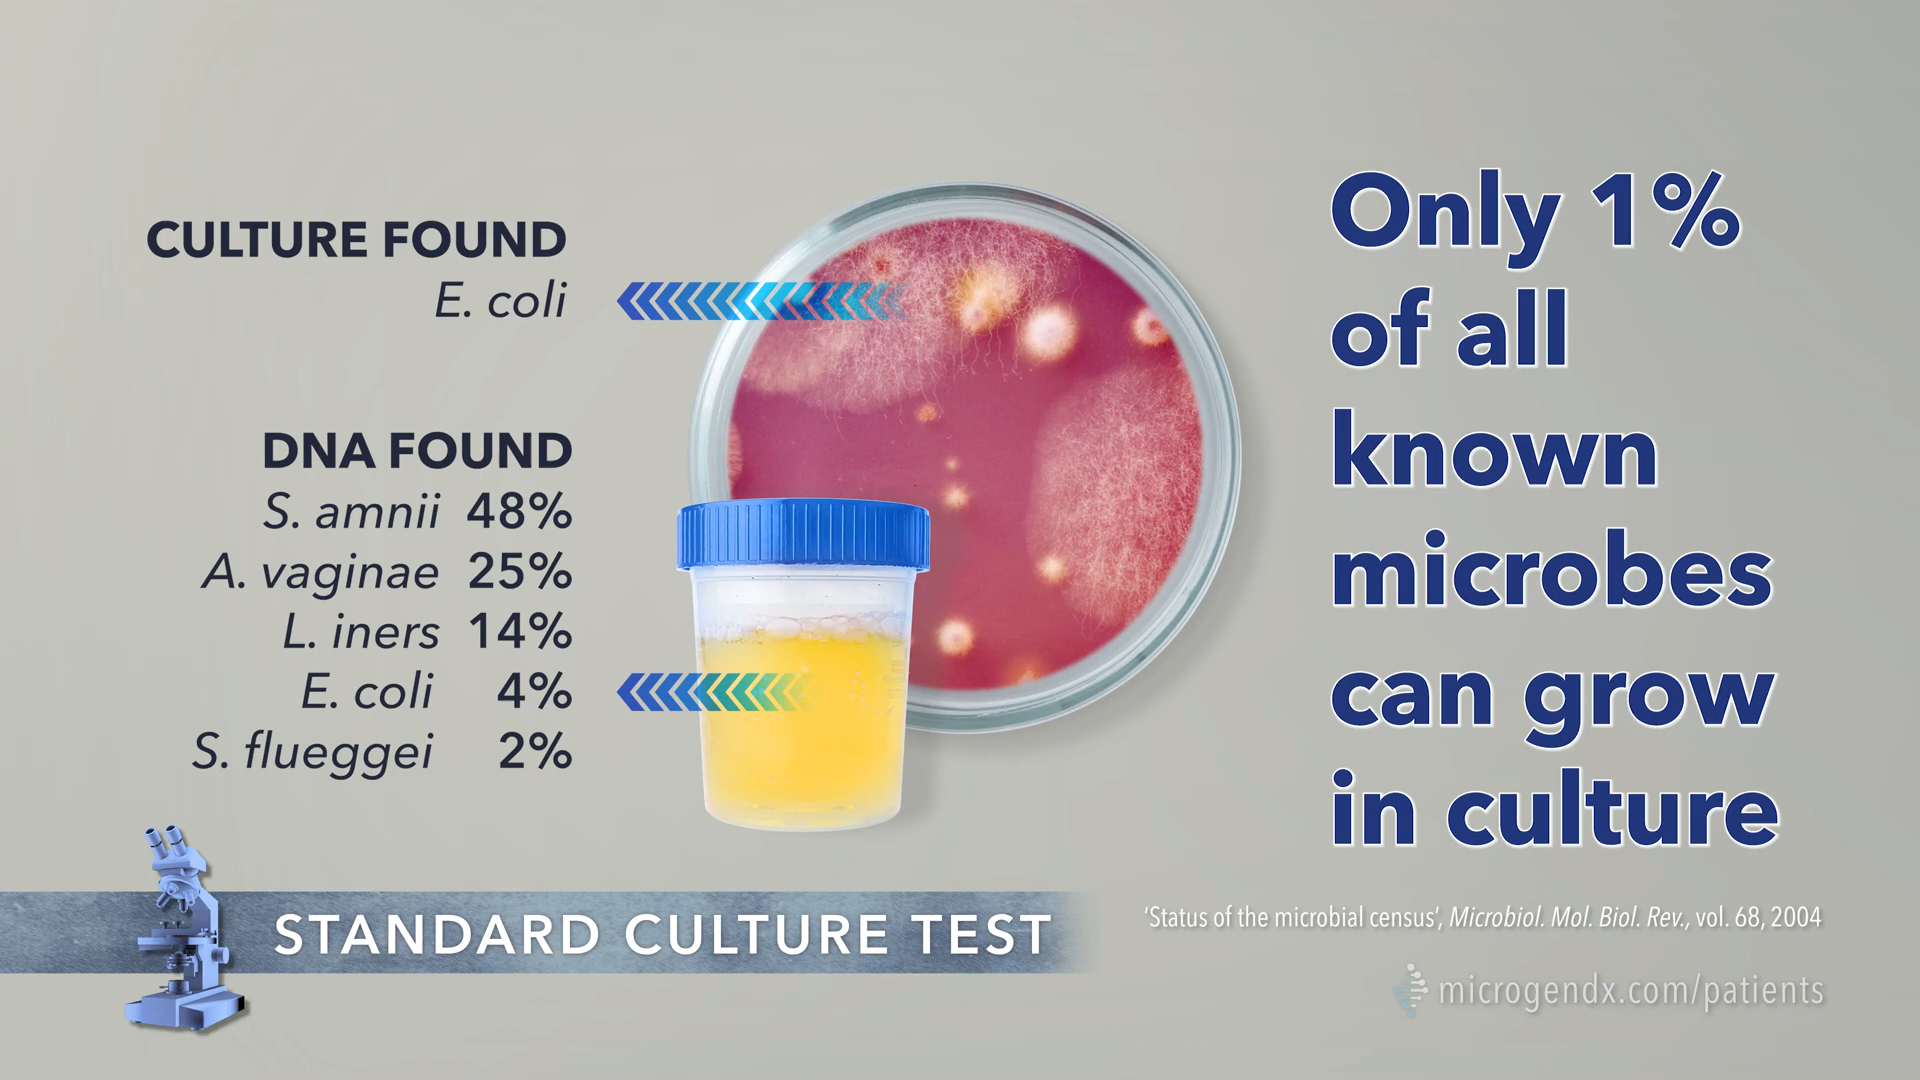 CULTURE FOUND
E. coli
DNA FOUND
S. amnii 48%
A. vaginae 25%
L. iners 14%
E. coli 4%
S. flueggei 2%
STANDARD CULTURE TEST
Only 1%
of all
known
microbes
can grow
in culture
'Status of the microbial census', Microbiol. Mol. Biol. Rev., vol. 68, 2004
microgendx.com/patients